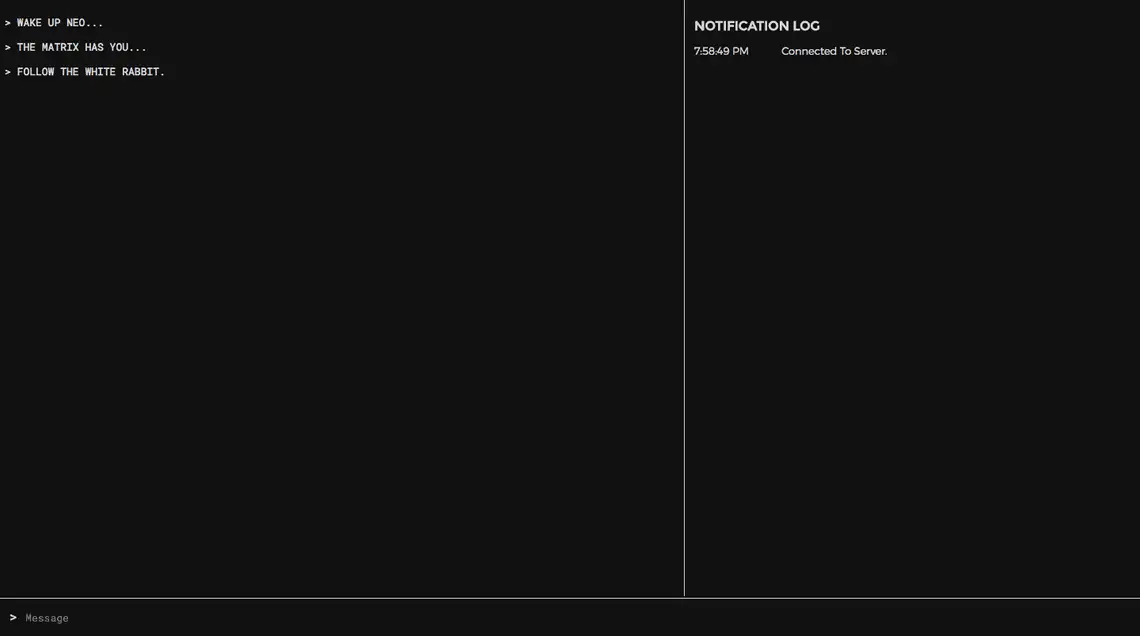 > WAKE UP NEO...
> THE MATRIX HAS YOU...
> FOLLOW THE WHITE RABBIT.
NOTIFICATION LOG
7:58:49 PM Connected To Server.
> Message